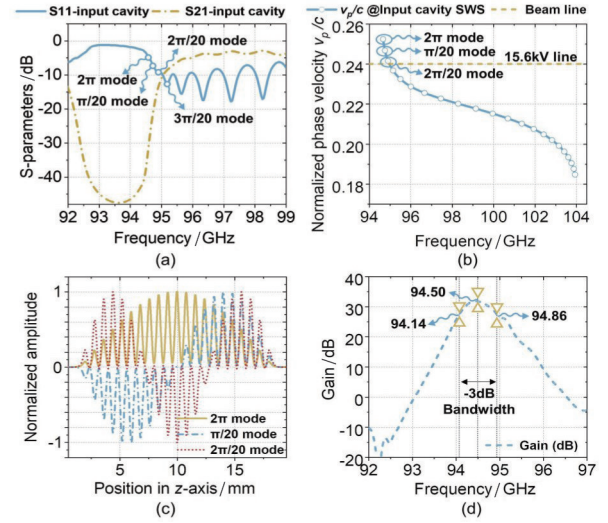 S11-input cavity S21-input cavity
0
-10
-20
-30
-40
S-parameters /dB
2π/20 mode
2π mode
π/20 mode
3π/20 mode
92 93 94 95 96 97 98 99
Frequency / GHz
(a)
vp/c @Input cavity SWS Beam line
0.26
0.24
0.22
0.20
0.18
Normalized phase velocity vp /c
2π mode
π/20 mode
15.6kV line
2π/20 mode
94 96 98 100 102 104
Frequency / GHz
(b)
1
0
-1
Normalized amplitude
2π mode
π/20 mode
2π/20 mode
5 10 15
Position in z-axis / mm
(c)
40
30
20
10
0
-10
-20
Gain / dB
94.50
94.14
94.86
-3dB
Bandwidth
Gain (dB)
92 93 94 95 96 97
Frequency / GHz
(d)